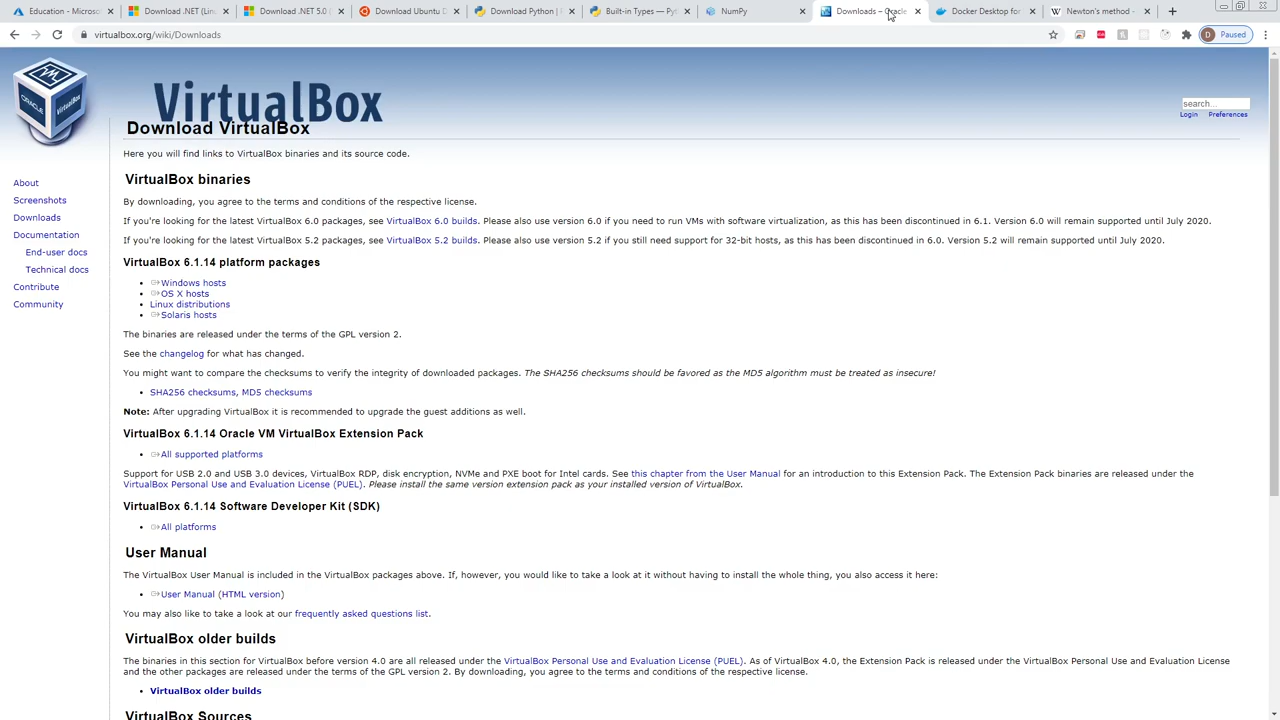 Education - Microso
Download .NET (Linu
Download .NET 5.0 (
Download Ubuntu D
Download Python |
Built-in Types — Pyt
NumPy
Downloads – Oracle
Docker Desktop for
Newton's method -
virtualbox.org/wiki/Downloads
D
Paused
ORACLE
VirtualBox
VirtualBox
search...
Login
Preferences
Download VirtualBox
Here you will find links to VirtualBox binaries and its source code.
About
Screenshots
Downloads
Documentation
End-user docs
Technical docs
Contribute
Community
VirtualBox binaries
By downloading, you agree to the terms and conditions of the respective license.
If you're looking for the latest VirtualBox 6.0 packages, see VirtualBox 6.0 builds. Please also use version 6.0 if you need to run VMs with software virtualization, as this has been discontinued in 6.1. Version 6.0 will remain supported until July 2020.
If you're looking for the latest VirtualBox 5.2 packages, see VirtualBox 5.2 builds. Please also use version 5.2 if you still need support for 32-bit hosts, as this has been discontinued in 6.0. Version 5.2 will remain supported until July 2020.
VirtualBox 6.1.14 platform packages
Windows hosts
OS X hosts
Linux distributions
Solaris hosts
The binaries are released under the terms of the GPL version 2.
See the changelog for what has changed.
You might want to compare the checksums to verify the integrity of downloaded packages. The SHA256 checksums should be favored as the MD5 algorithm must be treated as insecure!
SHA256 checksums, MD5 checksums
Note: After upgrading VirtualBox it is recommended to upgrade the guest additions as well.
VirtualBox 6.1.14 Oracle VM VirtualBox Extension Pack
All supported platforms
Support for USB 2.0 and USB 3.0 devices, VirtualBox RDP, disk encryption, NVMe and PXE boot for Intel cards. See this chapter from the User Manual for an introduction to this Extension Pack. The Extension Pack binaries are released under the
VirtualBox Personal Use and Evaluation License (PUEL). Please install the same version extension pack as your installed version of VirtualBox.
VirtualBox 6.1.14 Software Developer Kit (SDK)
All platforms
User Manual
The VirtualBox User Manual is included in the VirtualBox packages above. If, however, you would like to take a look at it without having to install the whole thing, you also access it here:
User Manual (HTML version)
You may also like to take a look at our frequently asked questions list.
VirtualBox older builds
The binaries in this section for VirtualBox before version 4.0 are all released under the VirtualBox Personal Use and Evaluation License (PUEL). As of VirtualBox 4.0, the Extension Pack is released under the VirtualBox Personal Use and Evaluation License
and the other packages are released under the terms of the GPL version 2. By downloading, you agree to the terms and conditions of the respective license.
VirtualBox older builds
VirtualBox Sources